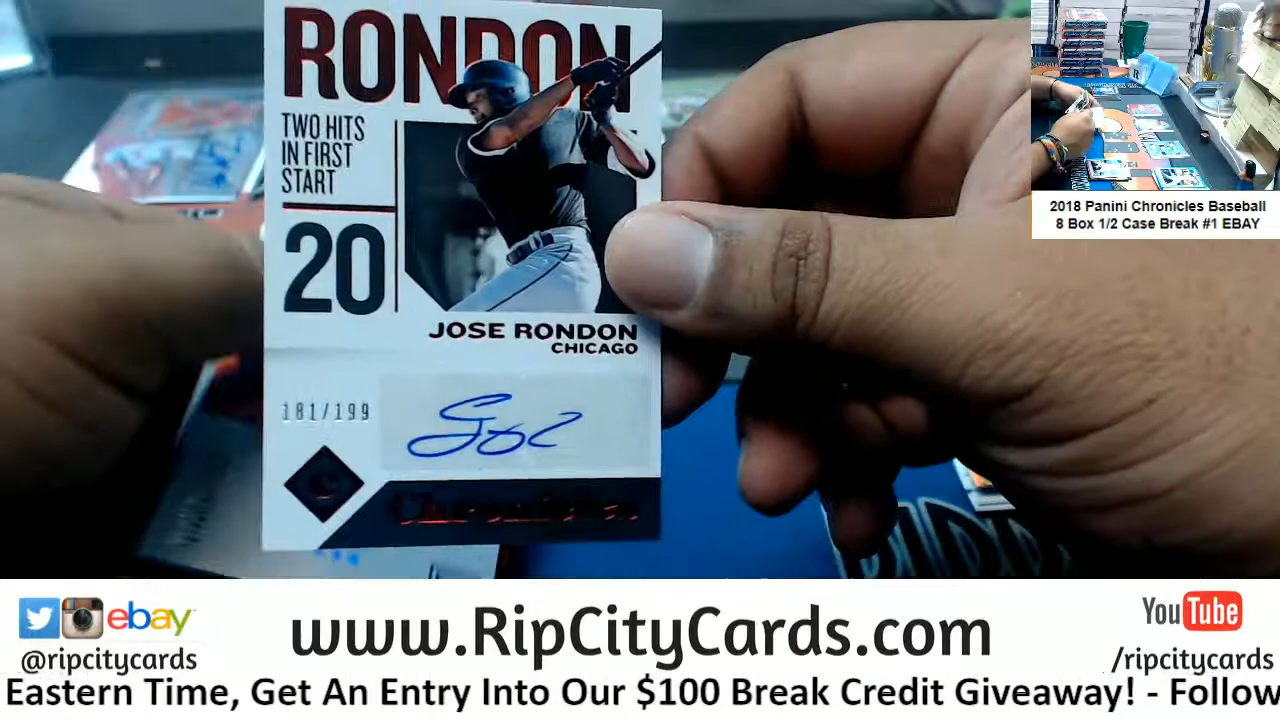 RONDON
TWO HITS
IN FIRST
START
20
JOSE RONDON
CHICAGO
181/199
Chronicles
2018 Panini Chronicles Baseball
8 Box 1/2 Case Break #1 EBAY
ebay
@ripcitycards
www.RipCityCards.com
YouTube
/ripcitycards
Eastern Time, Get An Entry Into Our $100 Break Credit Giveaway! - Follow